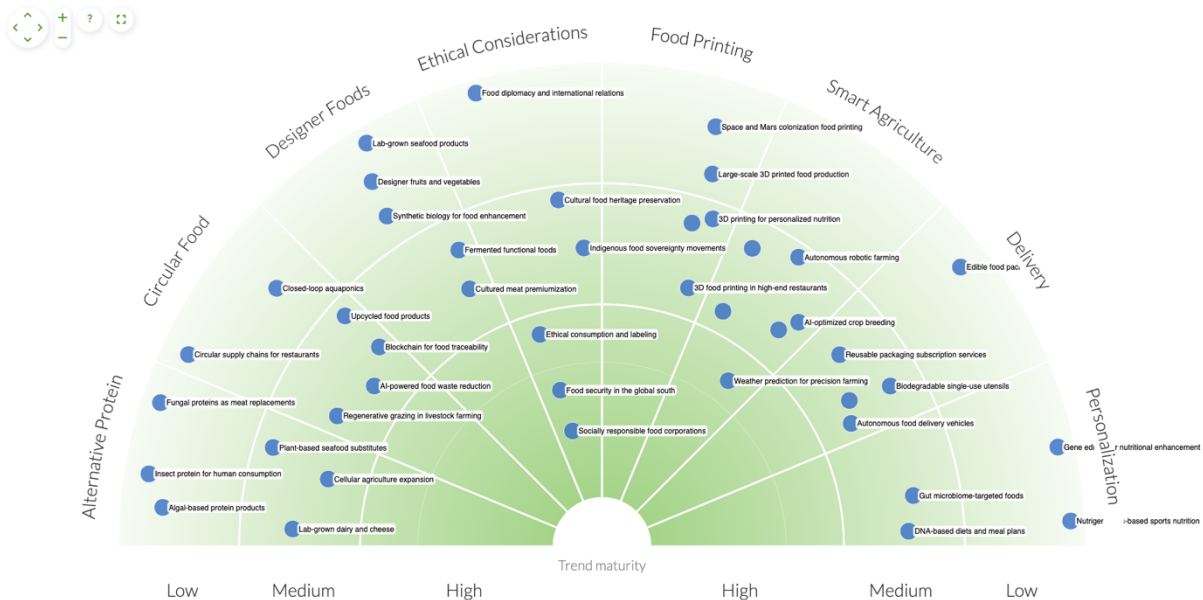 +
?
−
Ethical Considerations
Food Printing
Designer Foods
Smart Agriculture
Circular Food
Delivery
Alternative Protein
Personalization
Food diplomacy and international relations
Space and Mars colonization food printing
Lab-grown seafood products
Large-scale 3D printed food production
Designer fruits and vegetables
Cultural food heritage preservation
Synthetic biology for food enhancement
3D printing for personalized nutrition
Fermented functional foods
Indigenous food sovereignty movements
Autonomous robotic farming
Edible food
Closed-loop aquaponics
Cultured meat premiumization
3D food printing in high-end restaurants
Upcycled food products
AI-optimized crop breeding
Ethical consumption and labeling
Blockchain for food traceability
Circular supply chains for restaurants
Reusable packaging subscription services
AI-powered food waste reduction
Food security in the global south
Weather prediction for precision farming
Biodegradable single-use utensils
Fungal proteins as meat replacements
Regenerative grazing in livestock farming
Socially responsible food corporations
Autonomous food delivery vehicles
Plant-based seafood substitutes
Gene nutritional enhancement
Insect protein for human consumption
Cellular agriculture expansion
Gut microbiome-targeted foods
Algal-based protein products
Lab-grown dairy and cheese
DNA-based diets and meal plans
-based sports nutrition
Trend maturity
Low Medium High High Medium Low